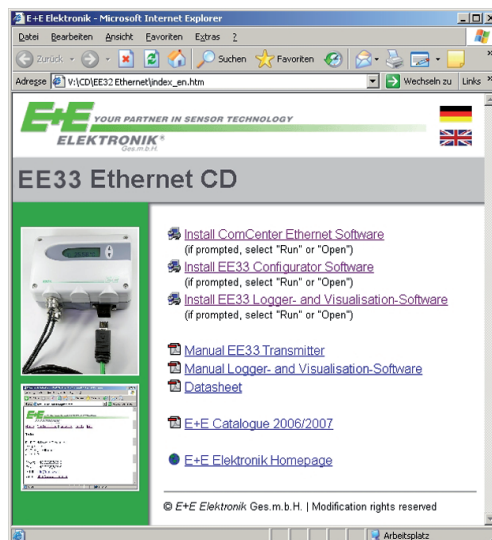 E+E Elektronik - Microsoft Internet Explorer
Datei Bearbeiten Ansicht Favoriten Extras ?
Zurück Suchen Favoriten
Adresse V:\CD\EE32 Ethernet\index_en.htm Wechseln zu Links »
E+E YOUR PARTNER IN SENSOR TECHNOLOGY
ELEKTRONIK®
Ges.m.b.H.
EE33 Ethernet CD
Install ComCenter Ethernet Software
(if prompted, select "Run" or "Open")
Install EE33 Configurator Software
(if prompted, select "Run" or "Open")
Install EE33 Logger- and Visualisation-Software
(if prompted, select "Run" or "Open")
Manual EE33 Transmitter
Manual Logger- and Visualisation-Software
Datasheet
E+E Catalogue 2006/2007
E+E Elektronik Homepage
© E+E Elektronik Ges.m.b.H. | Modification rights reserved
Arbeitsplatz